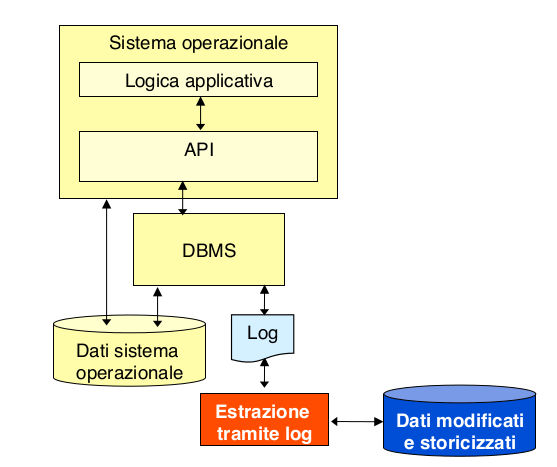 Sistema operazionale
Logica applicativa
API
DBMS
Dati sistema
operazionale
Log
Estrazione
tramite log
Dati modificati
e storicizzati